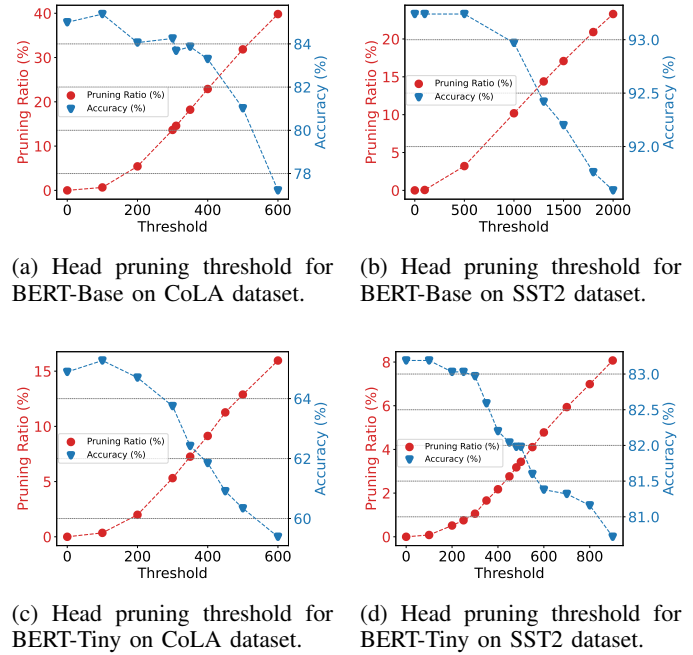 40
30
20
10
0
Pruning Ratio (%)
Pruning Ratio (%)
Accuracy (%)
84
82
80
78
Accuracy (%)
0 100 200 300 400 500 600
Threshold
20
15
10
5
0
Pruning Ratio (%)
Pruning Ratio (%)
Accuracy (%)
93.0
92.5
92.0
Accuracy (%)
0 500 1000 1500 2000
Threshold
(a) Head pruning threshold for
BERT-Base on CoLA dataset.
(b) Head pruning threshold for
BERT-Base on SST2 dataset.
15
10
5
0
Pruning Ratio (%)
Pruning Ratio (%)
Accuracy (%)
64
62
60
Accuracy (%)
0 100 200 300 400 500 600
Threshold
8
6
4
2
0
Pruning Ratio (%)
Pruning Ratio (%)
Accuracy (%)
83.0
82.5
82.0
81.5
81.0
Accuracy (%)
0 200 400 600 800
Threshold
(c) Head pruning threshold for
BERT-Tiny on CoLA dataset.
(d) Head pruning threshold for
BERT-Tiny on SST2 dataset.